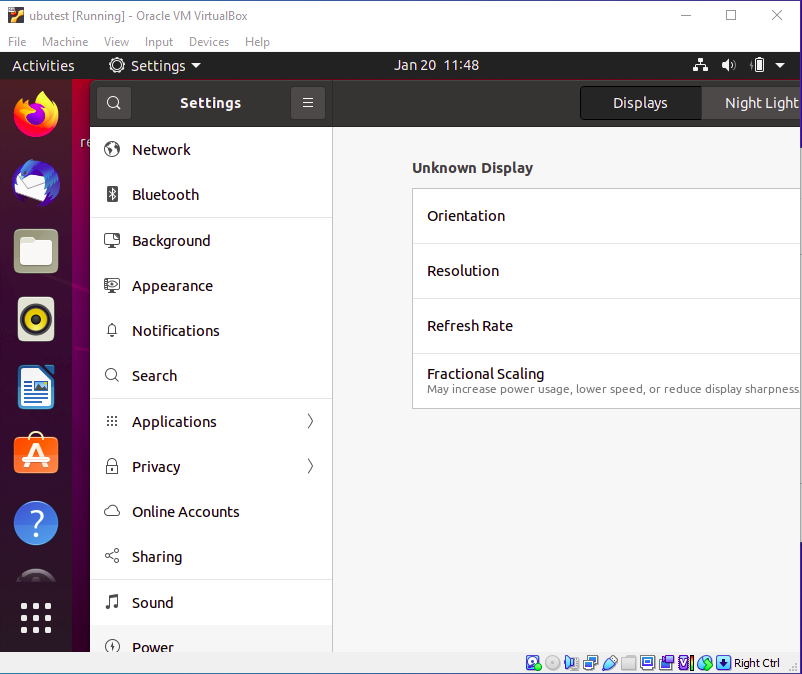 ubutest [Running] - Oracle VM VirtualBox
File Machine View Input Devices Help
Activities Settings Jan 20 11:48
Settings Displays Night Light
Network
Bluetooth
Background
Appearance
Notifications
Search
Applications
Privacy
Online Accounts
Sharing
Sound
Power
re
Unknown Display
Orientation
Resolution
Refresh Rate
Fractional Scaling
May increase power usage, lower speed, or reduce display sharpness
Right Ctrl